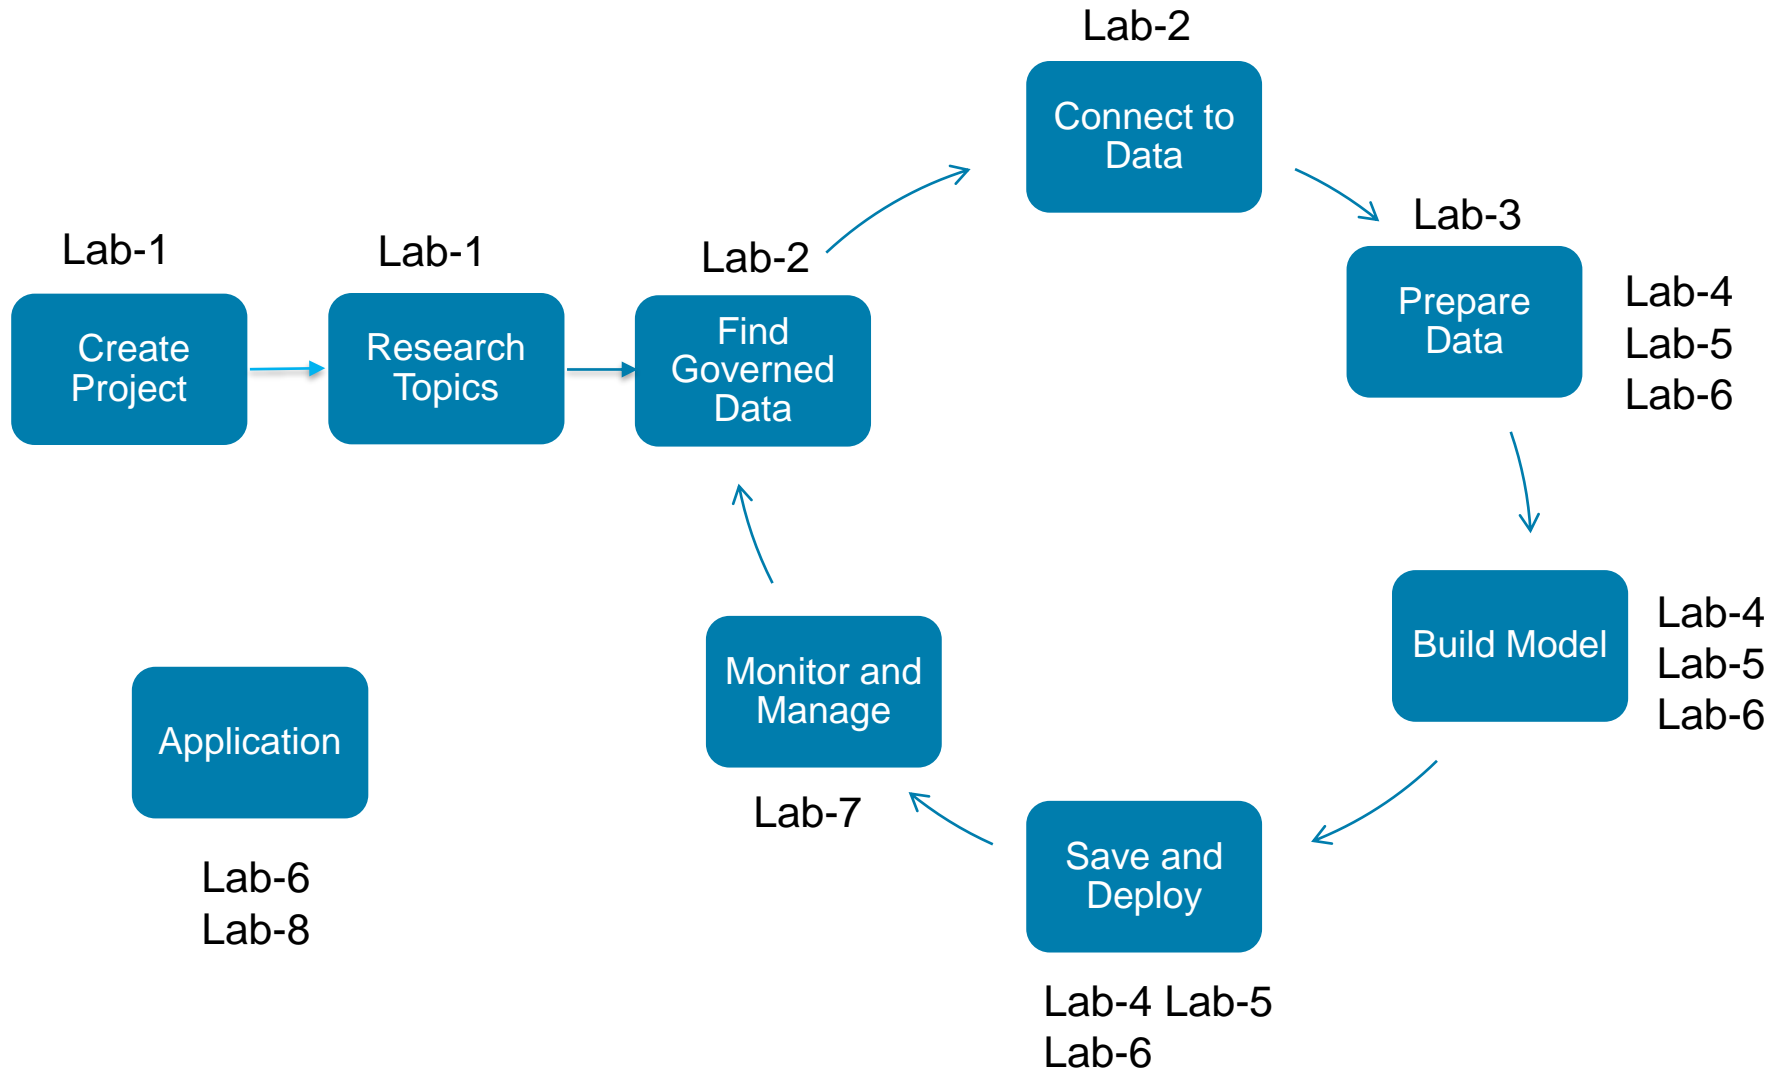 Lab-1
Create
Project
Lab-1
Research
Topics
Lab-2
Find
Governed
Data
Lab-2
Connect to
Data
Lab-3
Prepare
Data
Lab-4
Lab-5
Lab-6
Build Model
Lab-4
Lab-5
Lab-6
Save and
Deploy
Lab-4 Lab-5
Lab-6
Monitor and
Manage
Lab-7
Application
Lab-6
Lab-8